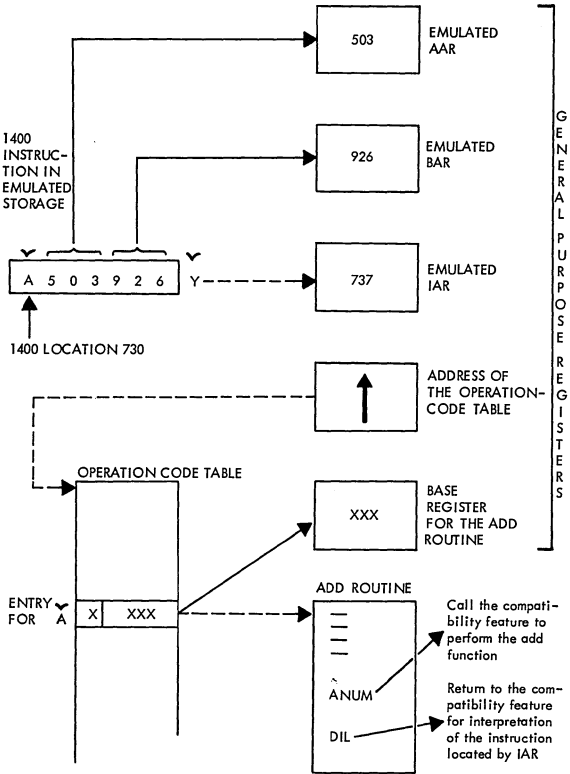 503
EMULATED
AAR
GENERAL PURPOSE REGISTERS
1400
INSTRUC-
TION IN
EMULATED
STORAGE
926
EMULATED
BAR
A 5 0 3 9 2 6 Y
737
EMULATED
IAR
1400 LOCATION 730
ADDRESS OF
THE OPERATION-
CODE TABLE
OPERATION CODE TABLE
XXX
BASE
REGISTER
FOR THE ADD
ROUTINE
ENTRY
FOR A
X XXX
ADD ROUTINE
ANUM
DIL
Call the compati-
bility feature to
perform the add
function
Return to the com-
patibility feature
for interpretation
of the instruction
located by IAR